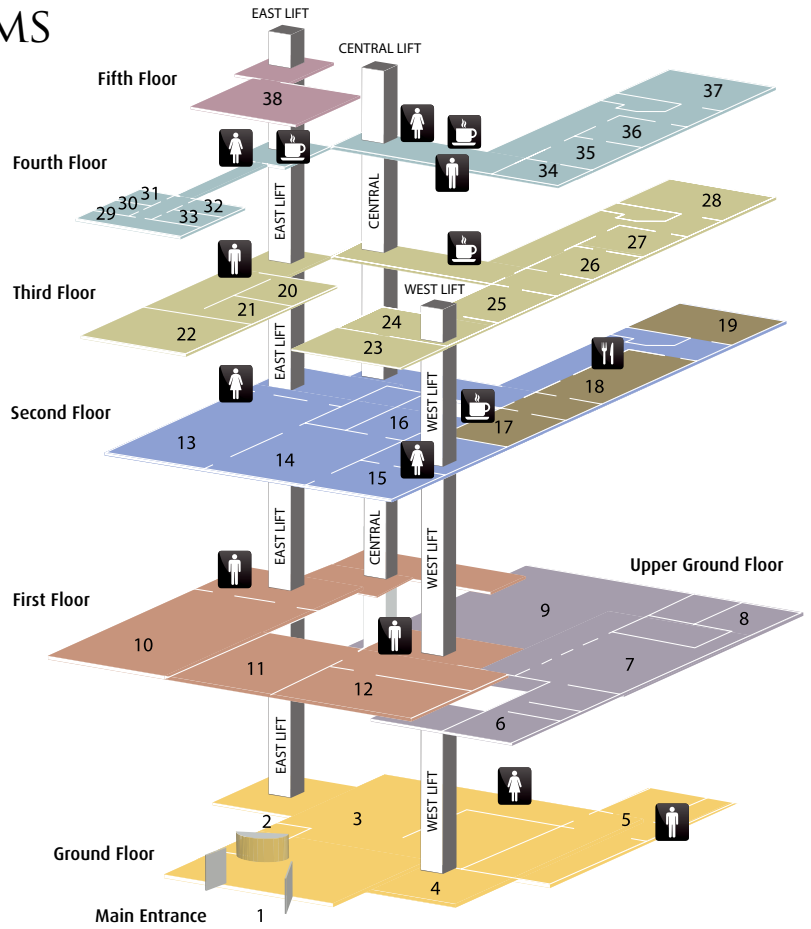 MS
EAST LIFT
CENTRAL LIFT
Fifth Floor
38
37
36
35
34
Fourth Floor
31
30
29
32
33
EAST LIFT
CENTRAL
28
27
26
25
Third Floor
20
21
22
WEST LIFT
24
23
EAST LIFT
19
18
17
Second Floor
16
13
14
15
WEST LIFT
EAST LIFT
CENTRAL
WEST LIFT
Upper Ground Floor
First Floor
9
8
10
11
12
7
6
EAST LIFT
WEST LIFT
2
3
5
Ground Floor
4
Main Entrance
1